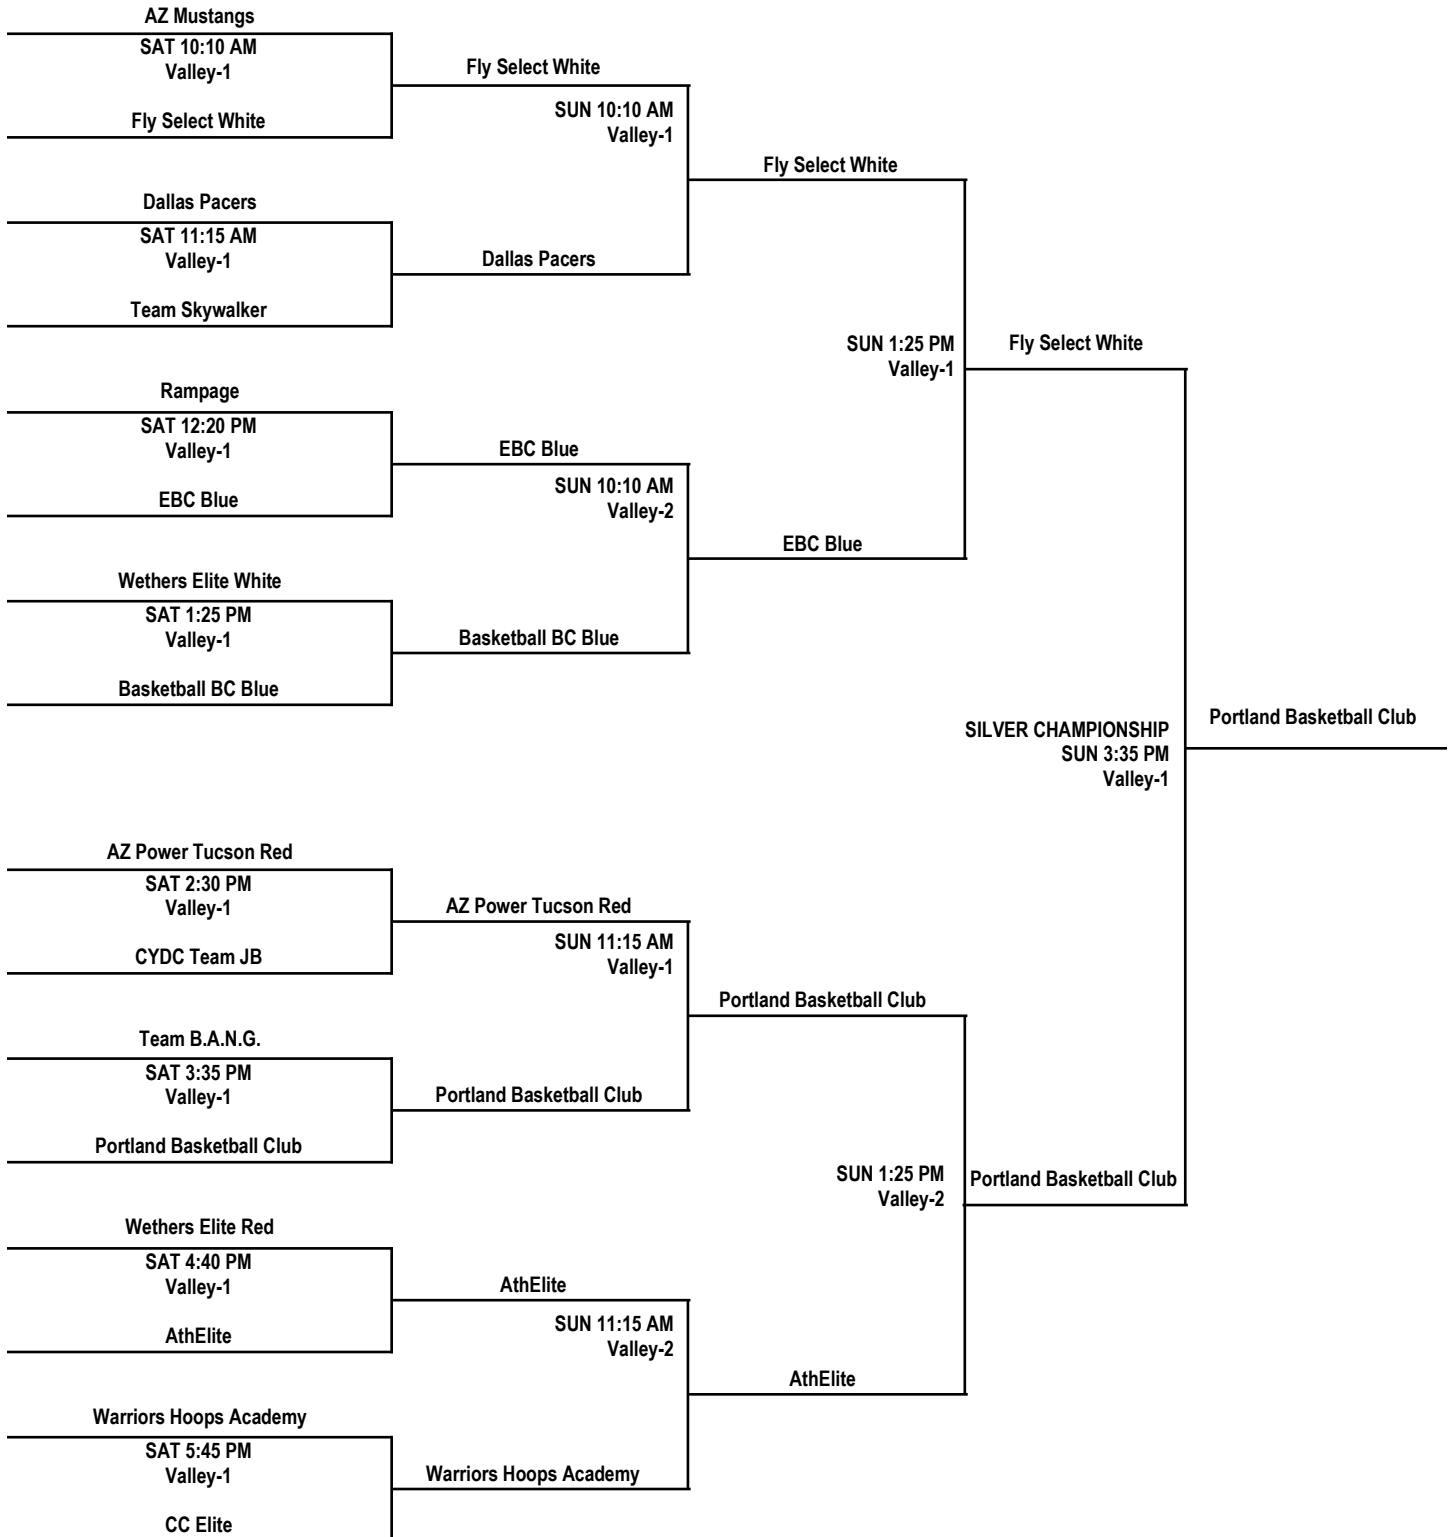 AZ Mustangs
SAT 10:10 AM
Valley-1
Fly Select White
Fly Select White
SUN 10:10 AM
Valley-1
Fly Select White
Dallas Pacers
SAT 11:15 AM
Valley-1
Dallas Pacers
Team Skywalker
SUN 1:25 PM
Valley-1
Fly Select White
Rampage
SAT 12:20 PM
Valley-1
EBC Blue
EBC Blue
SUN 10:10 AM
Valley-2
EBC Blue
Wethers Elite White
SAT 1:25 PM
Valley-1
Basketball BC Blue
Basketball BC Blue
SILVER CHAMPIONSHIP
SUN 3:35 PM
Valley-1
Portland Basketball Club
AZ Power Tucson Red
SAT 2:30 PM
Valley-1
AZ Power Tucson Red
CYDC Team JB
SUN 11:15 AM
Valley-1
Portland Basketball Club
Team B.A.N.G.
SAT 3:35 PM
Valley-1
Portland Basketball Club
Portland Basketball Club
SUN 1:25 PM
Valley-2
Portland Basketball Club
Wethers Elite Red
SAT 4:40 PM
Valley-1
AthElite
AthElite
SUN 11:15 AM
Valley-2
AthElite
Warriors Hoops Academy
SAT 5:45 PM
Valley-1
Warriors Hoops Academy
CC Elite